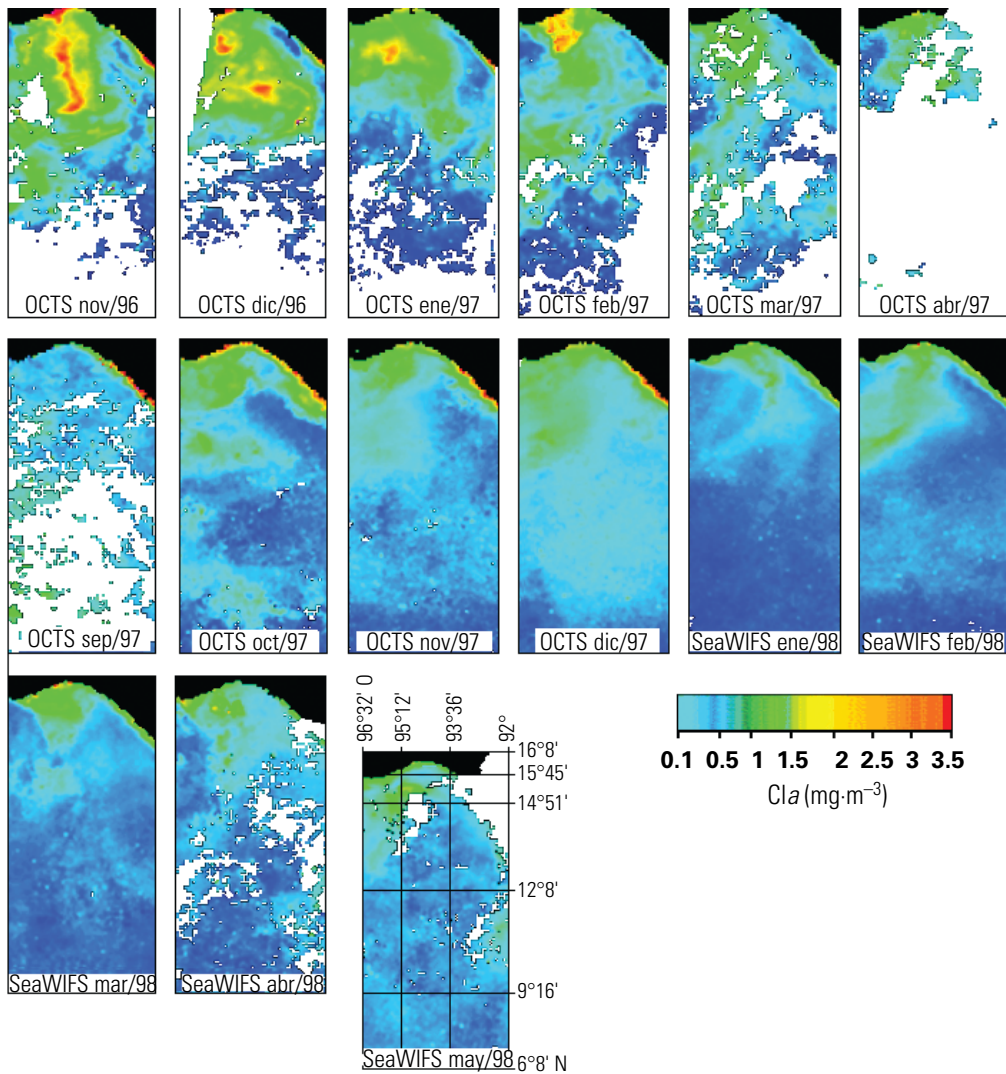 OCTS nov/96
OCTS dic/96
OCTS ene/97
OCTS feb/97
OCTS mar/97
OCTS abr/97
OCTS sep/97
OCTS oct/97
OCTS nov/97
OCTS dic/97
SeaWIFS ene/98
SeaWIFS feb/98
SeaWIFS mar/98
SeaWIFS abr/98
96°32' O
95°12'
93°36'
92°
16°8'
15°45'
14°51'
12°8'
9°16'
6°8' N
SeaWIFS may/98
0.1 0.5 1 1.5 2 2.5 3 3.5
Cla (mg·m⁻³)